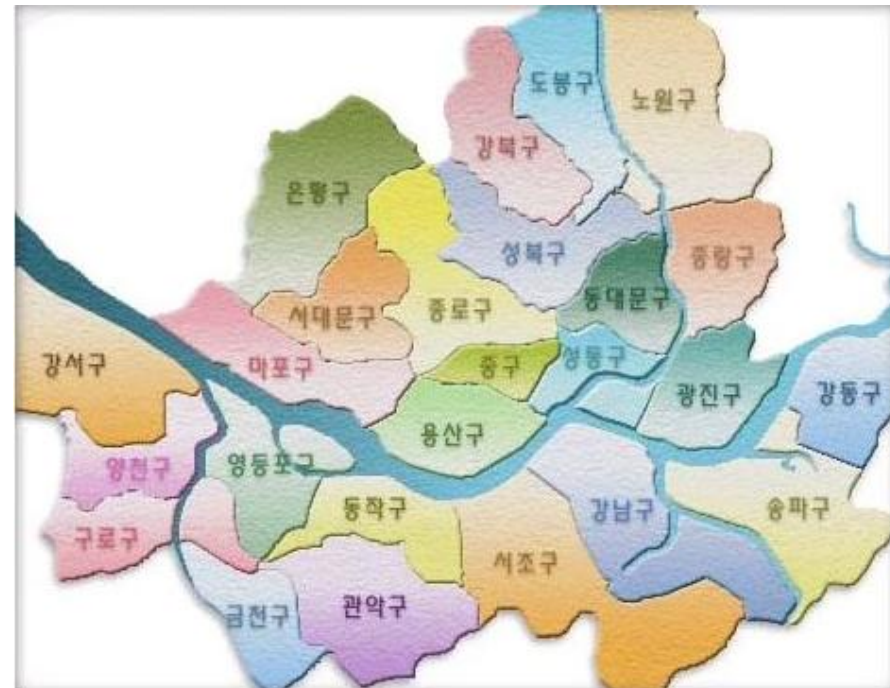 도봉구
노원구
강북구
은평구
성북구
중랑구
동대문구
서대문구
종로구
성동구
중구
마포구
강서구
광진구
강동구
용산구
양천구
영등포구
동작구
강남구
송파구
구로구
서초구
금천구
관악구